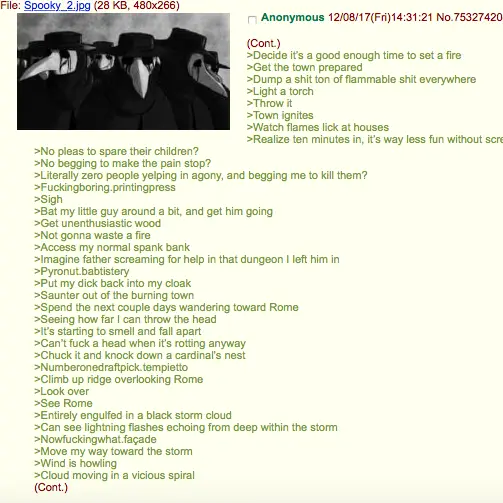 File: Spooky_2.jpg (28 KB, 480x266)
Anonymous 12/08/17(Fri)14:31:21 No.75327420
(Cont.)
>Decide it's a good enough time to set a fire
>Get the town prepared
>Dump a shit ton of flammable shit everywhere
>Light a torch
>Throw it
>Town ignites
>Watch flames lick at houses
>Realize ten minutes in, it's way less fun without scre
>No pleas to spare their children?
>No begging to make the pain stop?
>Literally zero people yelping in agony, and begging me to kill them?
>Fuckingboring.printingpress
>Sigh
>Bat my little guy around a bit, and get him going
>Get unenthusiastic wood
>Not gonna waste a fire
>Access my normal spank bank
>Imagine father screaming for help in that dungeon I left him in
>Pyronut.babtistery
>Put my dick back into my cloak
>Saunter out of the burning town
>Spend the next couple days wandering toward Rome
>Seeing how far I can throw the head
>It's starting to smell and fall apart
>Can't fuck a head when it's rotting anyway
>Chuck it and knock down a cardinal's nest
>Numberonedraftpick.tempietto
>Climb up ridge overlooking Rome
>Look over
>See Rome
>Entirely engulfed in a black storm cloud
>Can see lightning flashes echoing from deep within the storm
>Nowfuckingwhat.façade
>Move my way toward the storm
>Wind is howling
>Cloud moving in a vicious spiral
(Cont.)